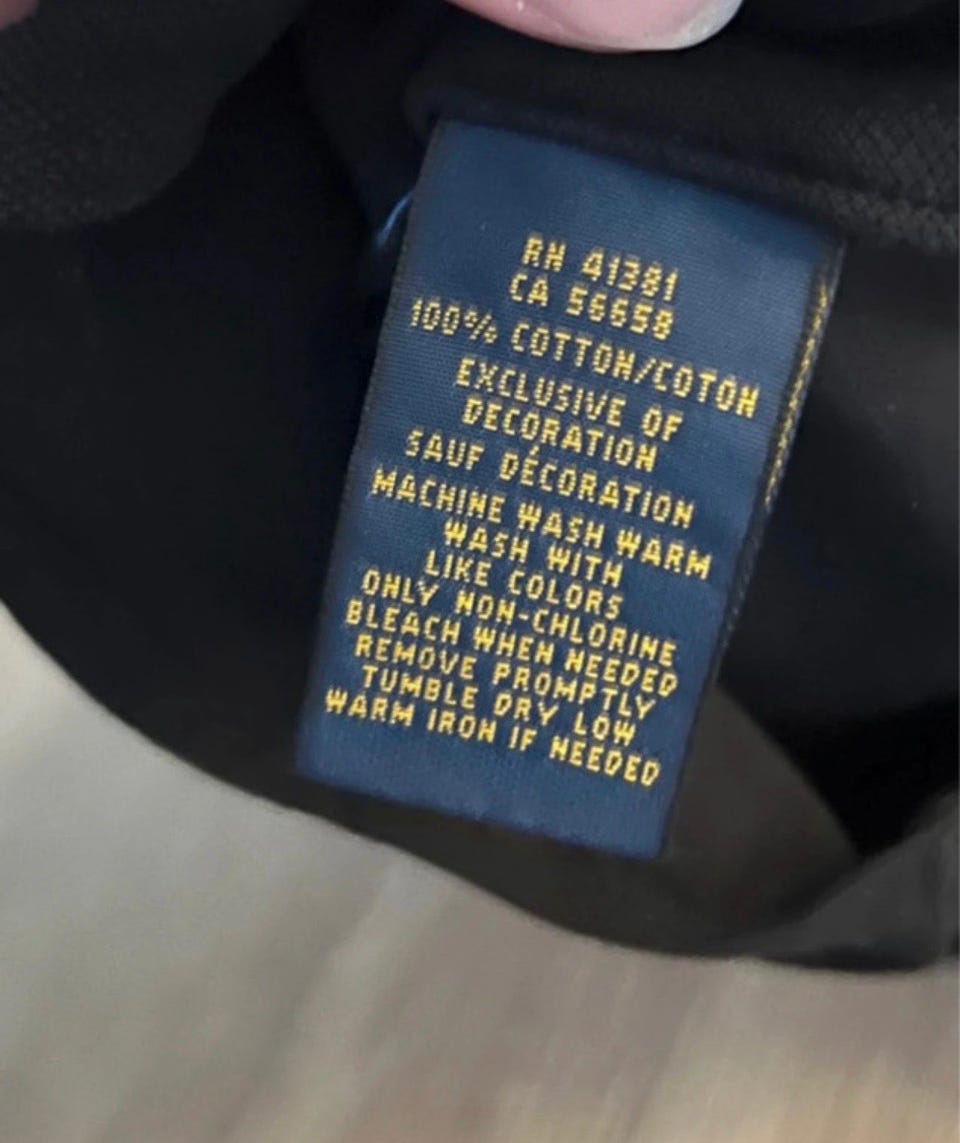 RN 41381
CA 56658
100% COTTON/COTON
EXCLUSIVE OF
DECORATION
SAUF DÉCORATION
MACHINE WASH WARM
WASH WITH
LIKE COLORS
ONLY NON-CHLORINE
BLEACH WHEN NEEDED
REMOVE PROMPTLY
TUMBLE DRY LOW
WARM IRON IF NEEDED